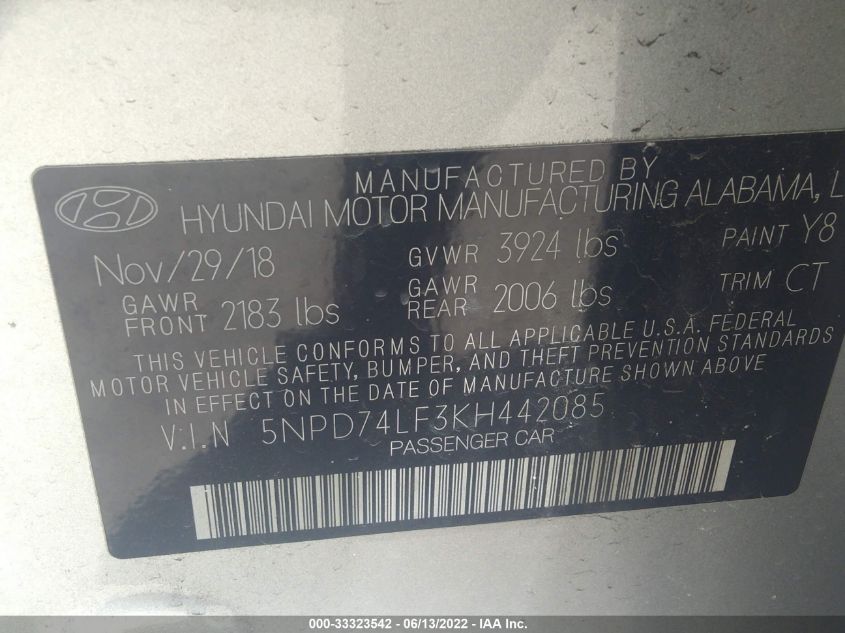 MANUFACTURED BY
HYUNDAI MOTOR MANUFACTURING ALABAMA, L
Nov/29/18 GVWR 3924 lbs PAINT Y8
GAWR FRONT 2183 lbs GAWR REAR 2006 lbs TRIM CT
THIS VEHICLE CONFORMS TO ALL APPLICABLE U.S.A. FEDERAL
MOTOR VEHICLE SAFETY, BUMPER, AND THEFT PREVENTION STANDARDS
IN EFFECT ON THE DATE OF MANUFACTURE SHOWN ABOVE
V.I.N 5NPD74LF3KH442085
PASSENGER CAR
000-33323542 - 06/13/2022 - IAA Inc.